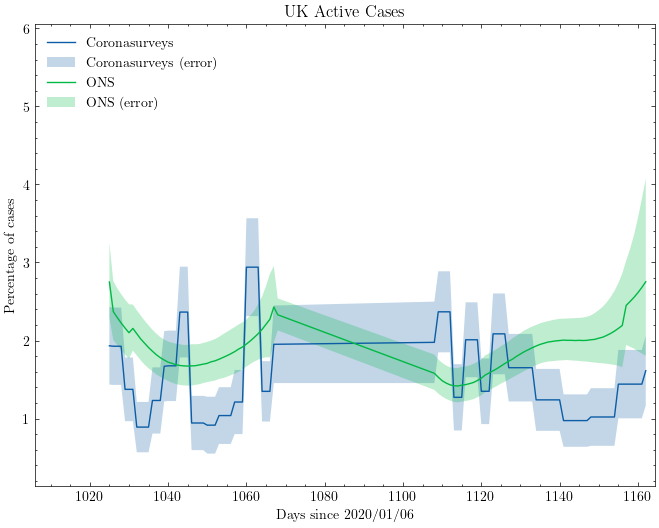 UK Active Cases
Coronasurveys
Coronasurveys (error)
ONS
ONS (error)
Percentage of cases
6
5
4
3
2
1
1020 1040 1060 1080 1100 1120 1140 1160
Days since 2020/01/06